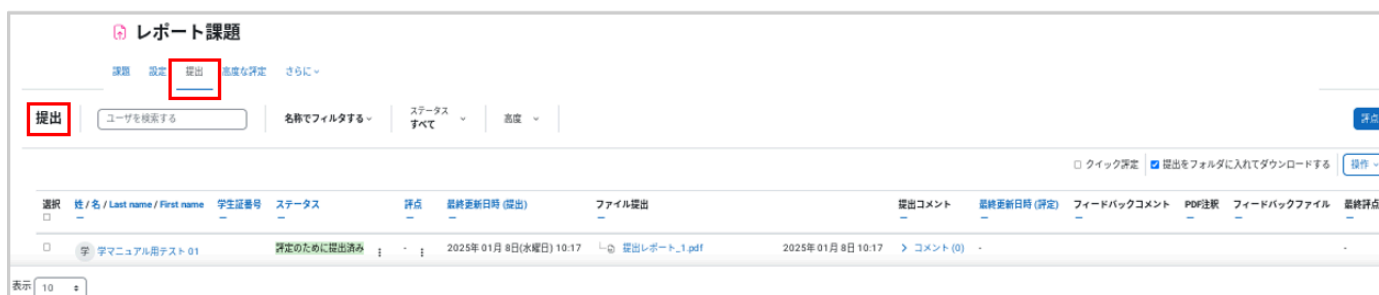 レポート課題
課題 設定 提出 高度な評定 さらに
提出 ユーザを検索する 名称でフィルタする ステータス すべて 高度 評点
クイック評定 提出をフォルダに入れてダウンロードする 操作
選択 姓 / 名 / Last name / First name 学生証番号 ステータス 評点 最終更新日時 (提出) ファイル提出 提出コメント 最終更新日時 (評定) フィードバックコメント PDF注釈 フィードバックファイル 最終評点
学 学マニュアル用テスト 01 評定のために提出済み - 2025年 01月 8日(水曜日) 10:17 提出レポート_1.pdf 2025年 01月 8日 10:17 コメント (0) - -
表示 10